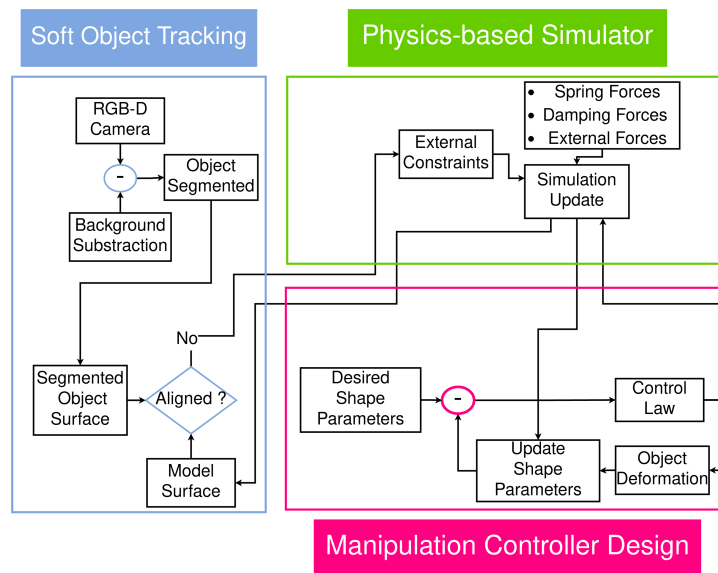 Soft Object Tracking
Physics-based Simulator
RGB-D
Camera
-
Object
Segmented
Background
Substraction
External
Constraints
• Spring Forces
• Damping Forces
• External Forces
Simulation
Update
No
Segmented
Object
Surface
Aligned ?
Model
Surface
Desired
Shape
Parameters
-
Control
Law
Update
Shape
Parameters
Object
Deformation
Manipulation Controller Design